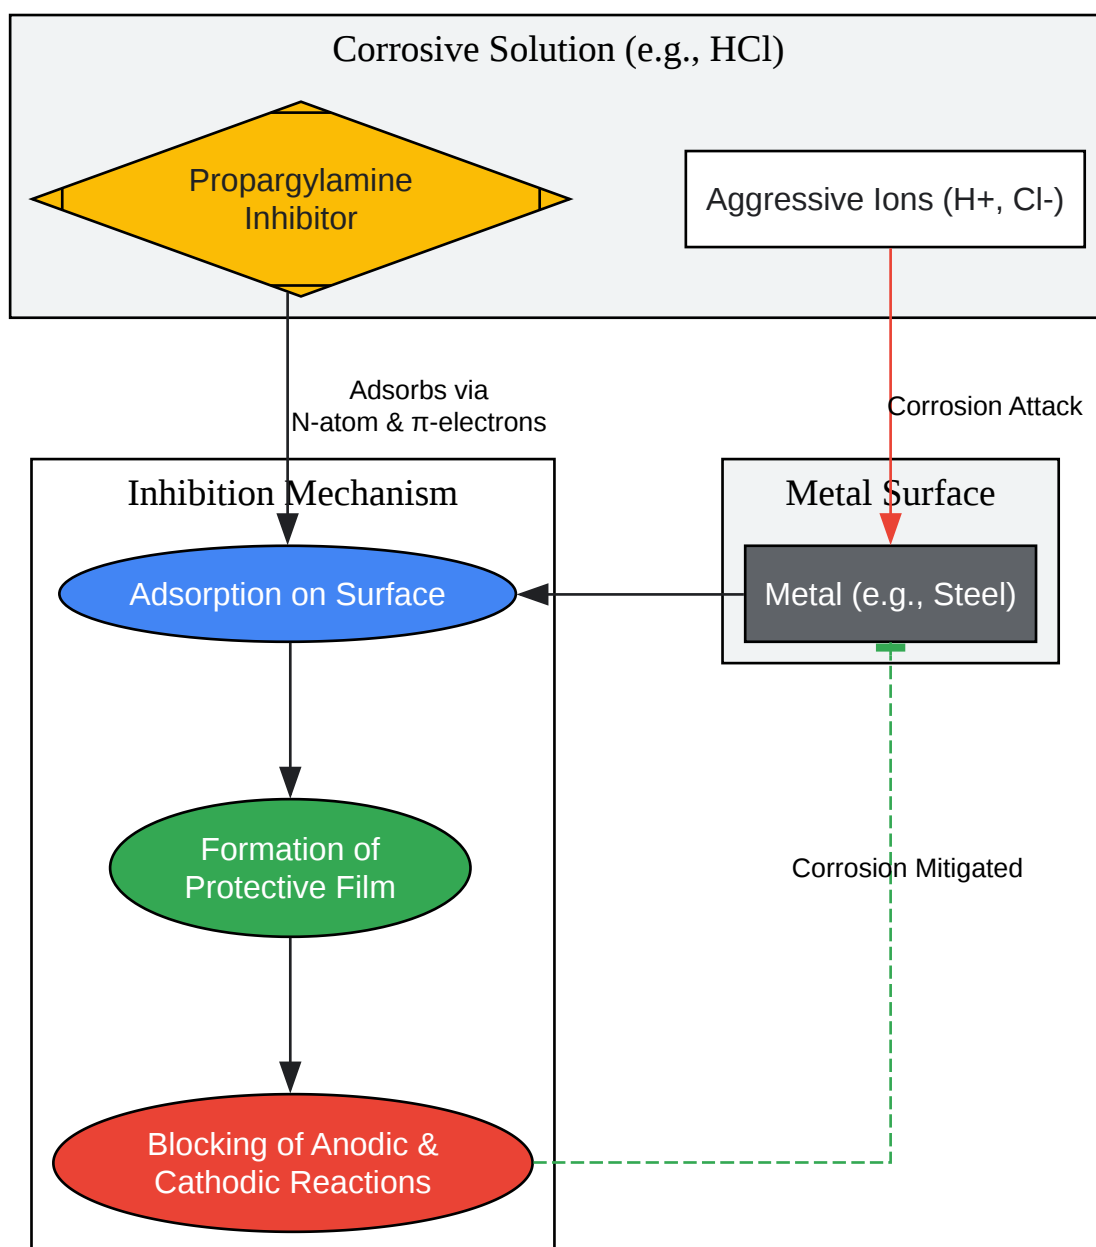 Corrosive Solution (e.g., HCl)
Propargylamine
Inhibitor
Aggressive Ions (H+, Cl-)
Adsorbs via
N-atom & π-electrons
Corrosion Attack
Inhibition Mechanism
Metal Surface
Adsorption on Surface
Metal (e.g., Steel)
Formation of
Protective Film
Corrosion Mitigated
Blocking of Anodic &
Cathodic Reactions